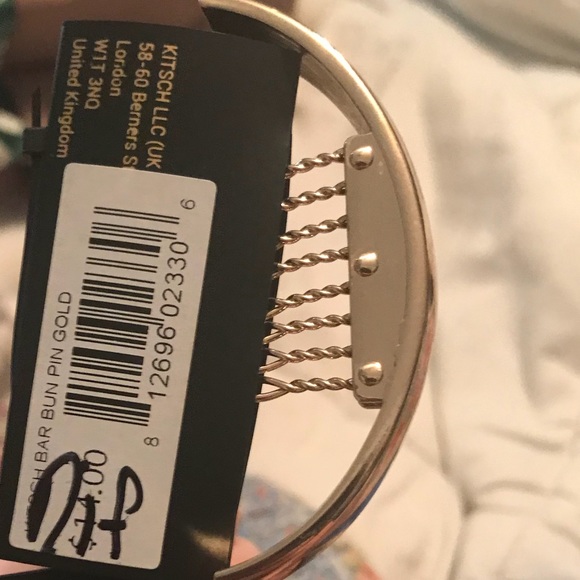 KITSCH LLC (UK
58-60 Berners S
London
W1T 3NQ
United Kingdom
BAR BUN PIN GOLD
8 12696 02330 6